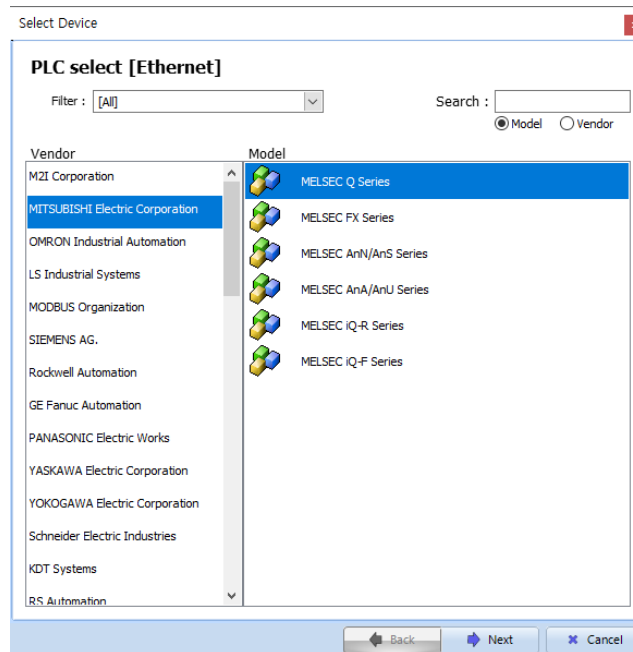 Select Device
PLC select [Ethernet]
Filter : [All]
Search :
Model Vendor
Vendor
M2I Corporation
MITSUBISHI Electric Corporation
OMRON Industrial Automation
LS Industrial Systems
MODBUS Organization
SIEMENS AG.
Rockwell Automation
GE Fanuc Automation
PANASONIC Electric Works
YASKAWA Electric Corporation
YOKOGAWA Electric Corporation
Schneider Electric Industries
KDT Systems
RS Automation
Model
MELSEC Q Series
MELSEC FX Series
MELSEC AnN/AnS Series
MELSEC AnA/AnU Series
MELSEC iQ-R Series
MELSEC iQ-F Series
Back Next Cancel